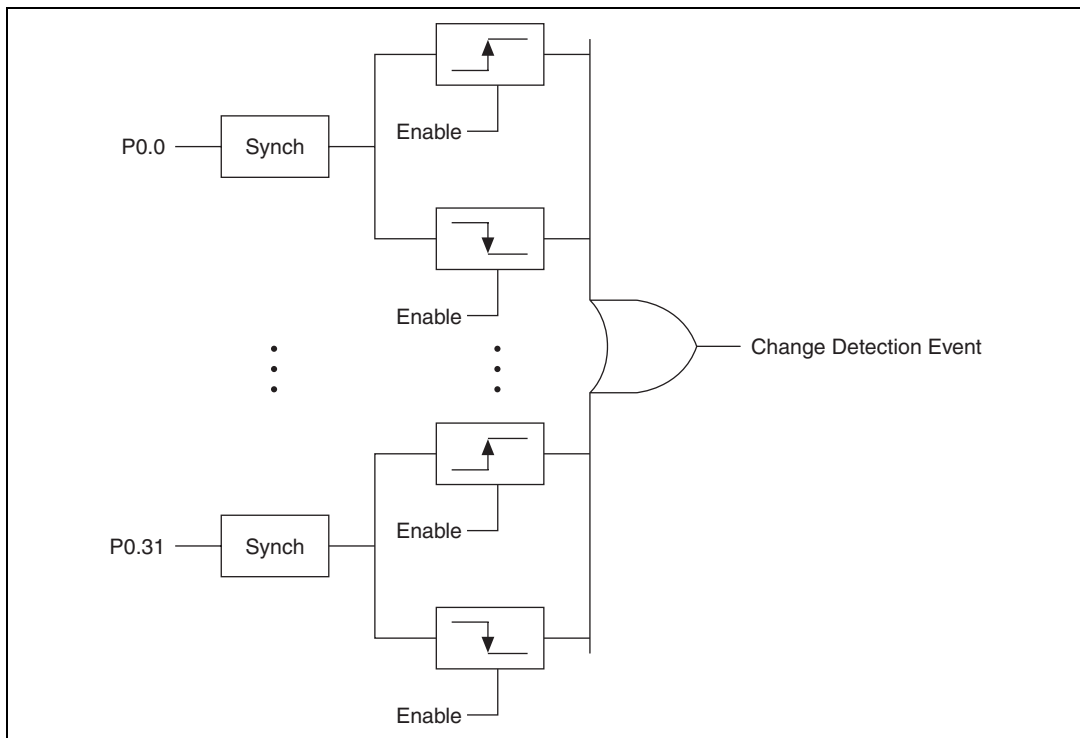 Enable
P0.0
Synch
Enable
Change Detection Event
Enable
P0.31
Synch
Enable